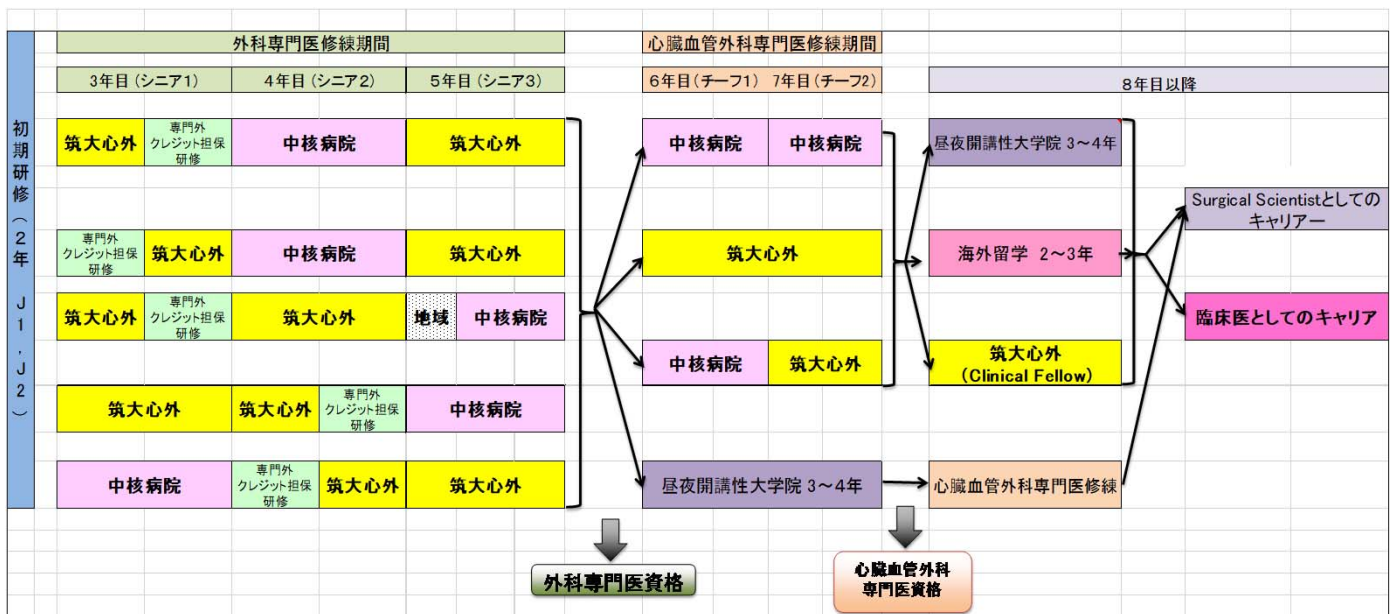 外科専門医修練期間
心臓血管外科専門医修練期間
3年目(シニア1)
4年目(シニア2)
5年目(シニア3)
6年目(チーフ1)
7年目(チーフ2)
8年目以降
初期研修(2年 J1,J2)
筑大心外
専門外
クレジット担保
研修
中核病院
筑大心外
中核病院
中核病院
昼夜開講性大学院 3~4年
Surgical Scientistとしての
キャリアー
専門外
クレジット担保
研修
筑大心外
中核病院
筑大心外
筑大心外
海外留学 2~3年
筑大心外
専門外
クレジット担保
研修
筑大心外
地域
中核病院
臨床医としてのキャリア
中核病院
筑大心外
筑大心外
(Clinical Fellow)
筑大心外
筑大心外
専門外
クレジット担保
研修
中核病院
中核病院
専門外
クレジット担保
研修
筑大心外
筑大心外
昼夜開講性大学院 3~4年
心臓血管外科専門医修練
外科専門医資格
心臓血管外科
専門医資格